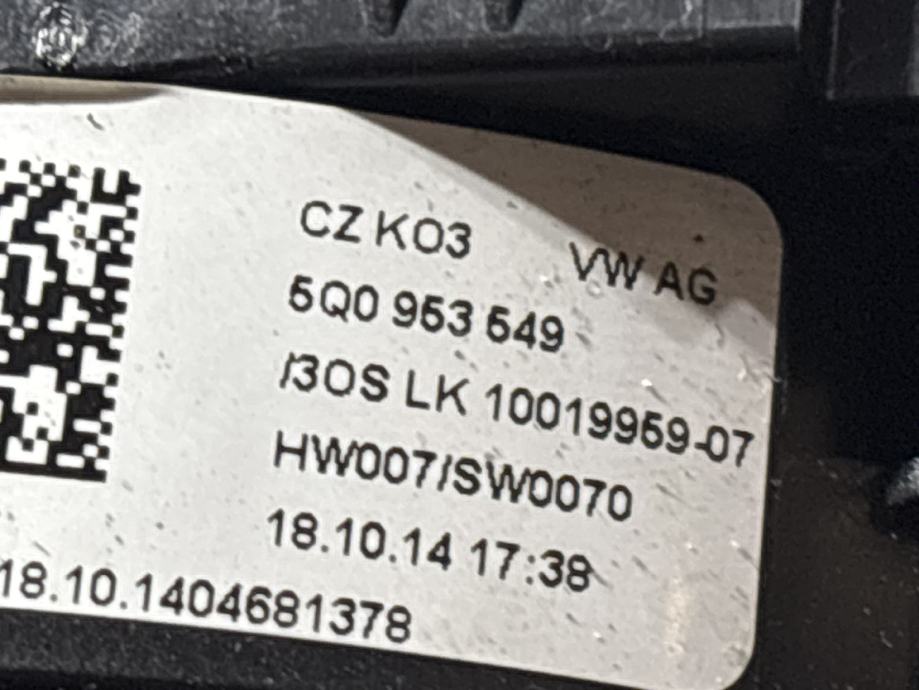 CZ KO3 VW AG
5Q0 953 549
/3OS LK 10019959-07
HW007/SW0070
18.10.14 17:38
18.10.1404681378